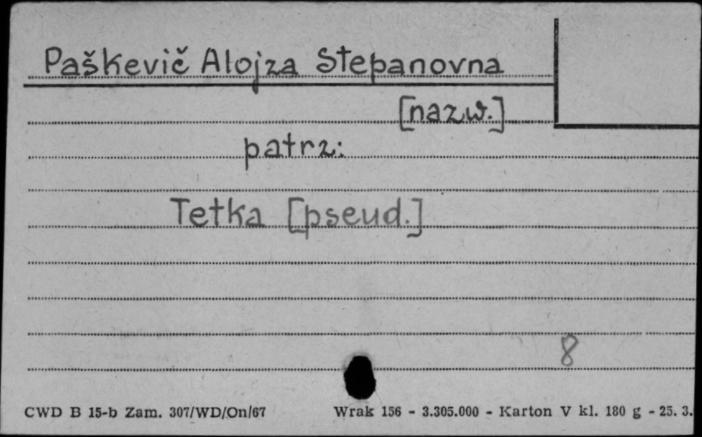 Paškevič Alojza Stepanovna
[nazw.]
patrz:
Tetka [pseud.]
8
CWD B 15-b Zam. 307/WD/On/67 Wrak 156 - 3.305.000 - Karton V kl. 180 g - 25. 3.